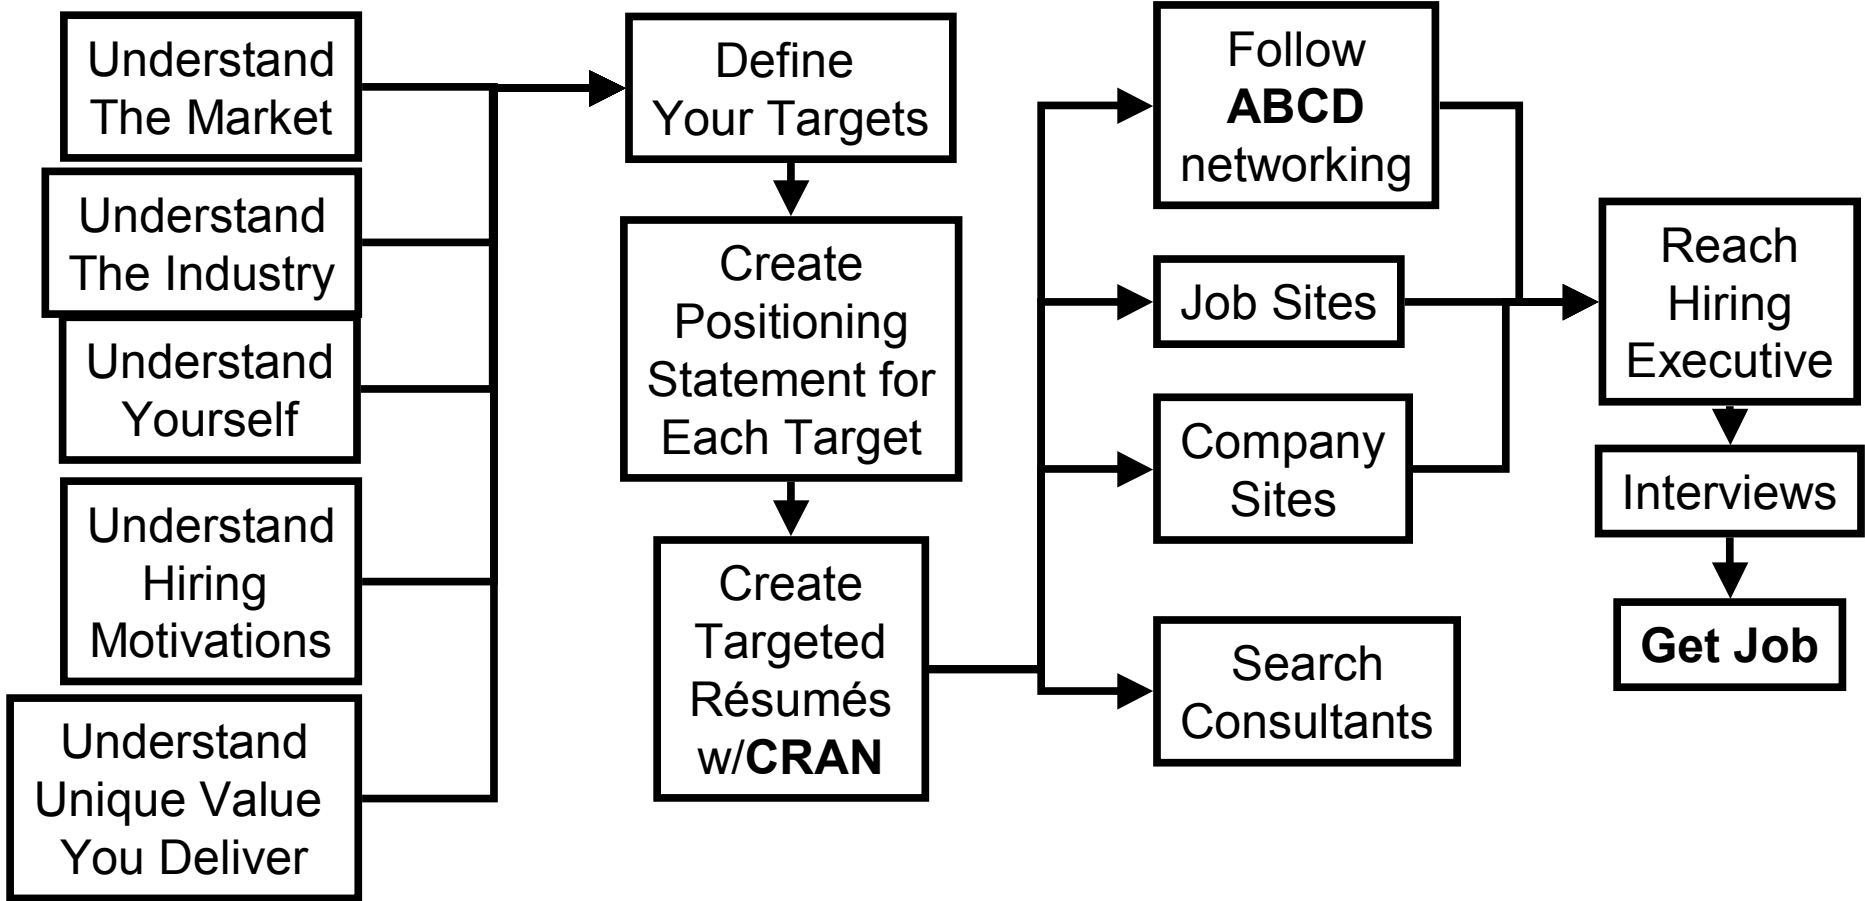 Understand
The Market
Understand
The Industry
Understand
Yourself
Understand
Hiring
Motivations
Understand
Unique Value
You Deliver
Define
Your Targets
Create
Positioning
Statement for
Each Target
Create
Targeted
Résumés
w/CRAN
Follow
ABCD
networking
Job Sites
Company
Sites
Search
Consultants
Reach
Hiring
Executive
Interviews
Get Job